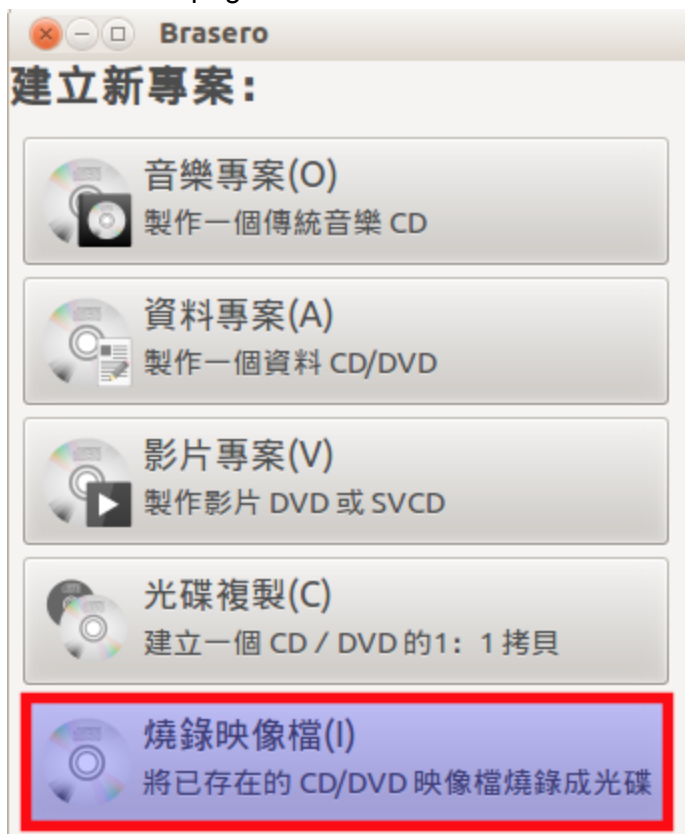 Brasero
建立新專案：
音樂專案(O)
製作一個傳統音樂 CD
資料專案(A)
製作一個資料 CD/DVD
影片專案(V)
製作影片 DVD 或 SVCD
光碟複製(C)
建立一個 CD / DVD 的1：1 拷貝
燒錄映像檔(I)
將已存在的 CD/DVD 映像檔燒錄成光碟